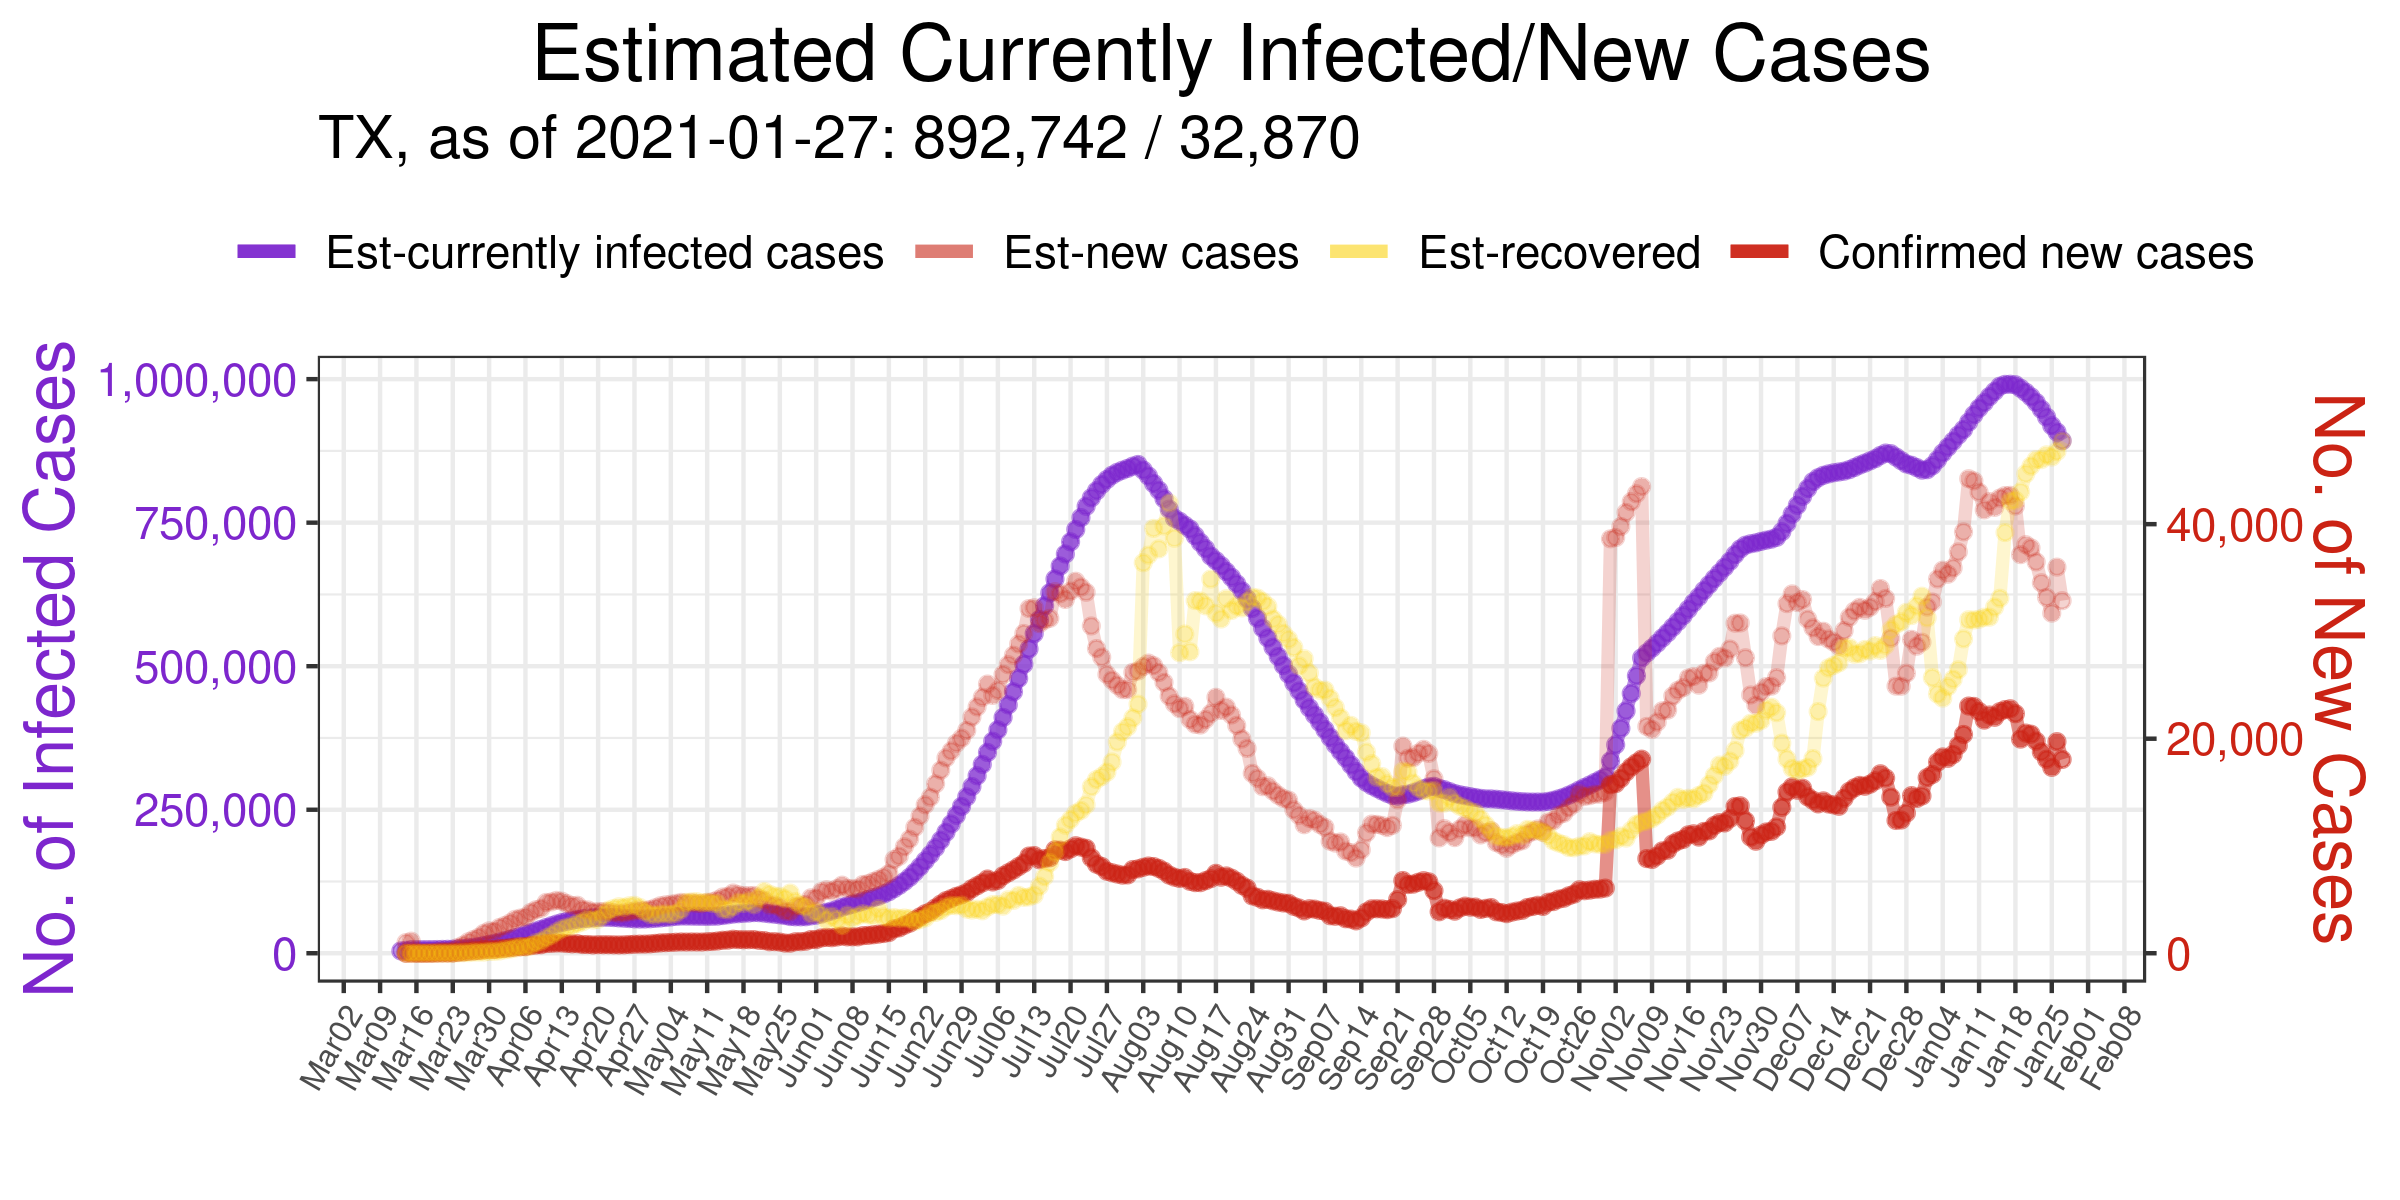 Estimated Currently Infected/New Cases
TX, as of 2021-01-27: 892,742 / 32,870
Est-currently infected cases
Est-new cases
Est-recovered
Confirmed new cases
No. of Infected Cases
1,000,000
750,000
500,000
250,000
0
No. of New Cases
40,000
20,000
0
Mar02
Mar09
Mar16
Mar23
Mar30
Apr06
Apr13
Apr20
Apr27
May04
May11
May18
May25
Jun01
Jun08
Jun15
Jun22
Jun29
Jul06
Jul13
Jul20
Jul27
Aug03
Aug10
Aug17
Aug24
Aug31
Sep07
Sep14
Sep21
Sep28
Oct05
Oct12
Oct19
Oct26
Nov02
Nov09
Nov16
Nov23
Nov30
Dec07
Dec14
Dec21
Dec28
Jan04
Jan11
Jan18
Jan25
Feb01
Feb08